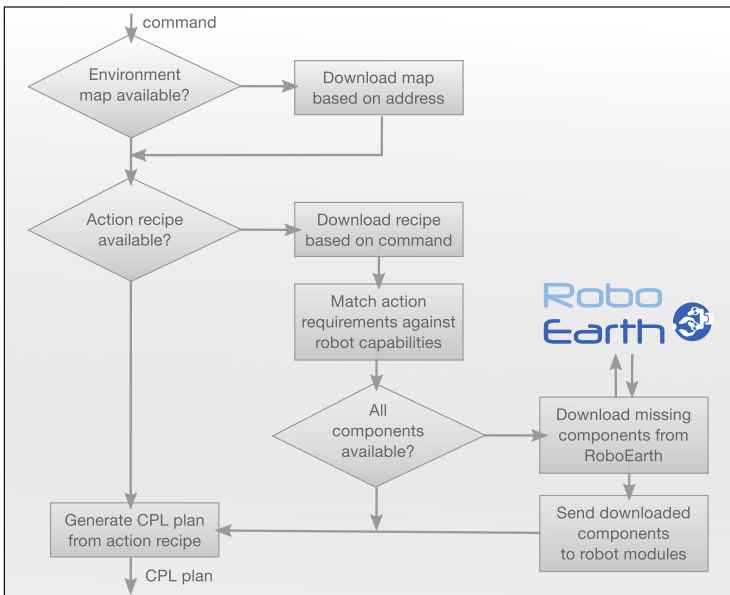 command
Environment
map available?
Download map
based on address
Action recipe
available?
Download recipe
based on command
Match action
requirements against
robot capabilities
Robo
Earth
All
components
available?
Download missing
components from
RoboEarth
Generate CPL plan
from action recipe
Send downloaded
components
to robot modules
CPL plan